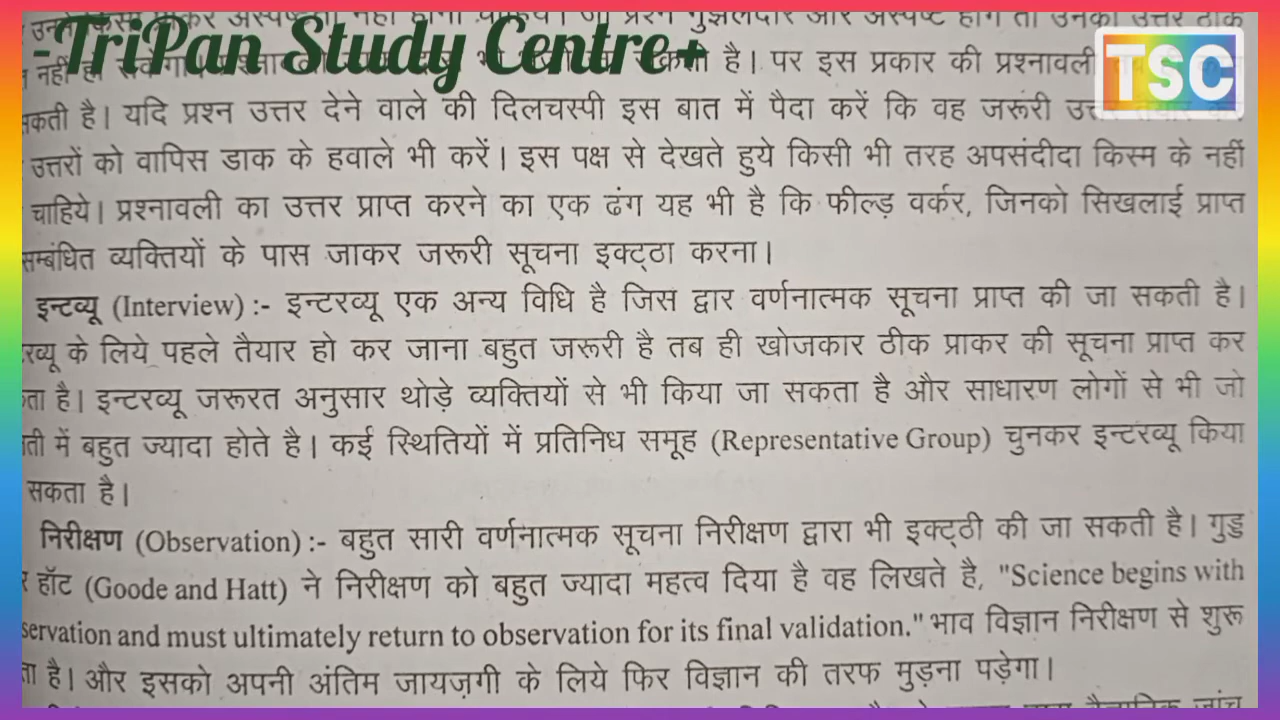 -TriPan Study Centre+
TSC
नहीं है। पर इस प्रकार की प्रश्नावली
सकती है। यदि प्रश्न उत्तर देने वाले की दिलचस्पी इस बात में पैदा करें कि वह जरूरी
उत्तरों को वापिस डाक के हवाले भी करें। इस पक्ष से देखते हुये किसी भी तरह अपसंदीदा किस्म के नहीं
चाहिये। प्रश्नावली का उत्तर प्राप्त करने का एक ढंग यह भी है कि फील्ड़ वर्कर, जिनको सिखलाई प्राप्त
सम्बंधित व्यक्तियों के पास जाकर जरूरी सूचना इक्ट्ठा करना।
इन्टव्यू (Interview) :- इन्टरव्यू एक अन्य विधि है जिस द्वार वर्णनात्मक सूचना प्राप्त की जा सकती है।
रव्यू के लिये पहले तैयार हो कर जाना बहुत जरूरी है तब ही खोजकार ठीक प्राकर की सूचना प्राप्त कर
ता है। इन्टरव्यू जरूरत अनुसार थोड़े व्यक्तियों से भी किया जा सकता है और साधारण लोगों से भी जो
ती में बहुत ज्यादा होते है। कई स्थितियों में प्रतिनिध समूह (Representative Group) चुनकर इन्टरव्यू किया
सकता है।
निरीक्षण (Observation) :- बहुत सारी वर्णनात्मक सूचना निरीक्षण द्वारा भी इक्ट्ठी की जा सकती है। गुड्ड
हॉट (Goode and Hatt) ने निरीक्षण को बहुत ज्यादा महत्व दिया है वह लिखते है, "Science begins with
servation and must ultimately return to observation for its final validation." भाव विज्ञान निरीक्षण से शुरू
ता है। और इसको अपनी अंतिम जायज़गी के लिये फिर विज्ञान की तरफ मुड़ना पड़ेगा।